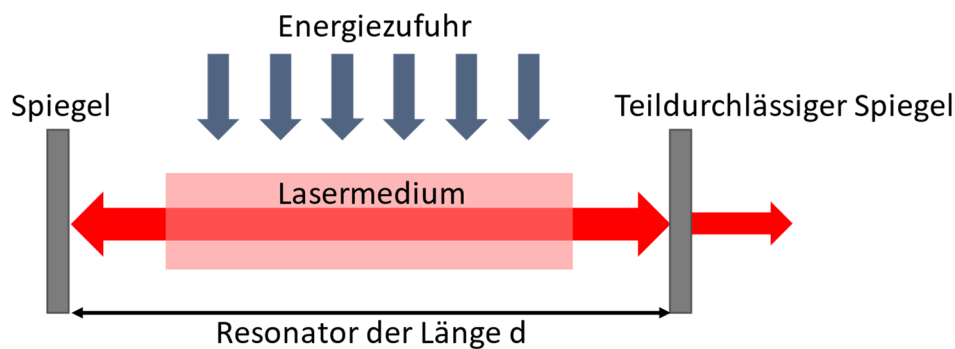 Energiezufuhr
Spiegel
Teildurchlässiger Spiegel
Lasermedium
Resonator der Länge d